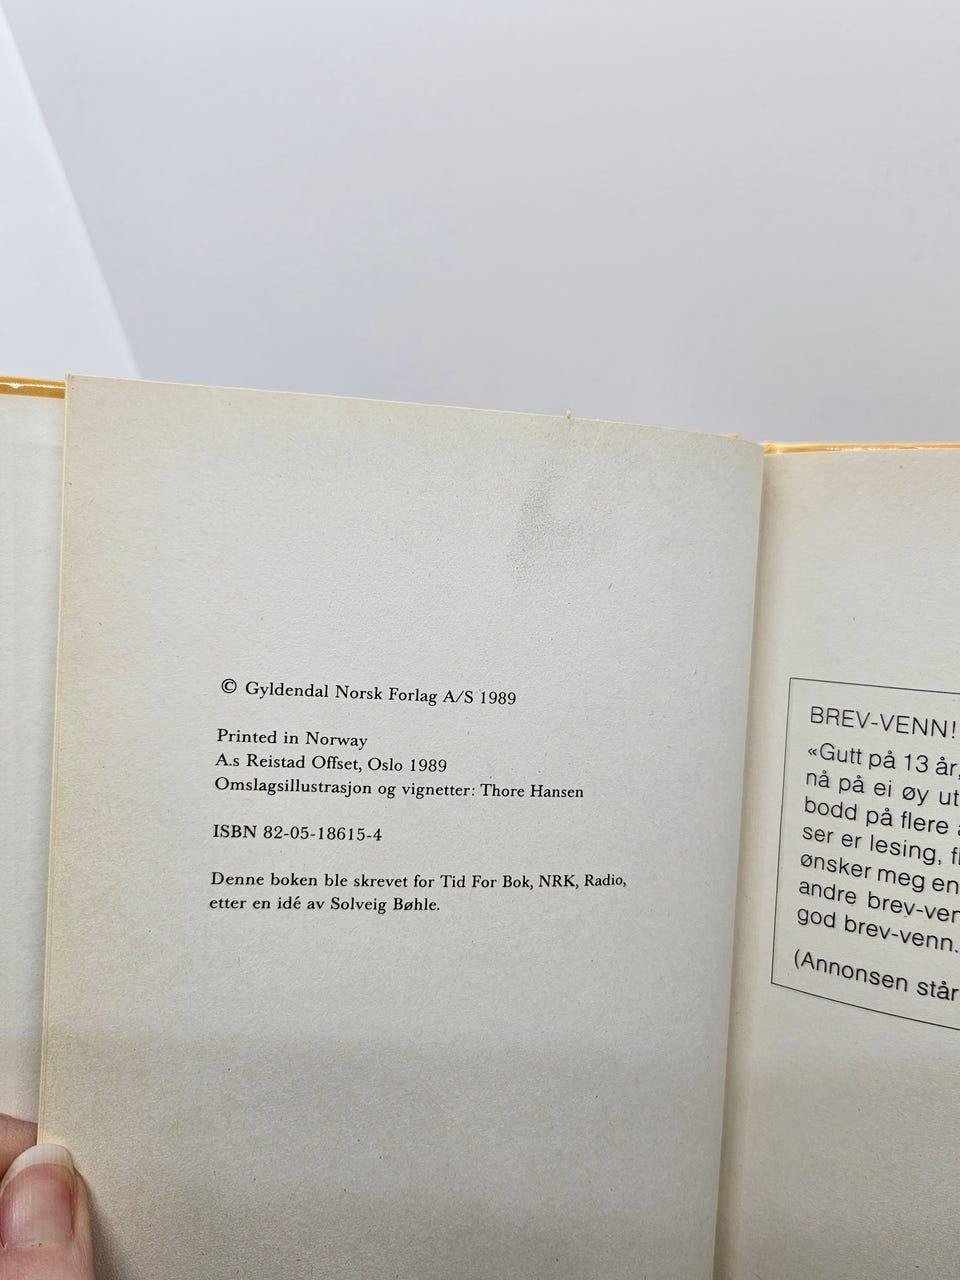 © Gyldendal Norsk Forlag A/S 1989
Printed in Norway
A.s Reistad Offset, Oslo 1989
Omslagsillustrasjon og vignetter: Thore Hansen
ISBN 82-05-18615-4
Denne boken ble skrevet for Tid For Bok, NRK, Radio,
etter en idé av Solveig Bøhle.
BREV-VENN!
«Gutt på 13 år,
nå på ei øy ut
bodd på flere
ser er lesing,
ønsker meg en
andre brev-ven
god brev-venn.
(Annonsen står